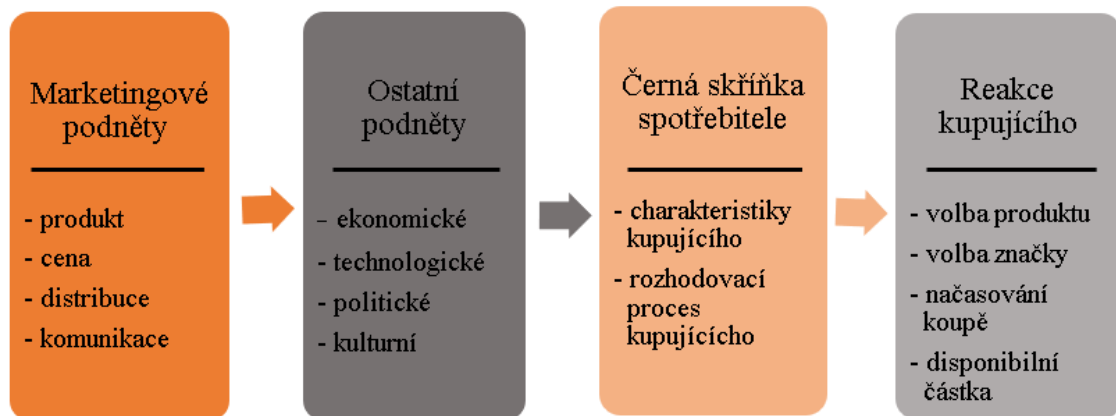 Marketingové
podněty
- produkt
- cena
- distribuce
- komunikace
Ostatní
podněty
- ekonomické
- technologické
- politické
- kulturní
Černá skříňka
spotřebitele
- charakteristiky
kupujícího
- rozhodovací
proces
kupujícícho
Reakce
kupujícího
- volba produktu
- volba značky
- načasování
koupě
- disponibilní
částka